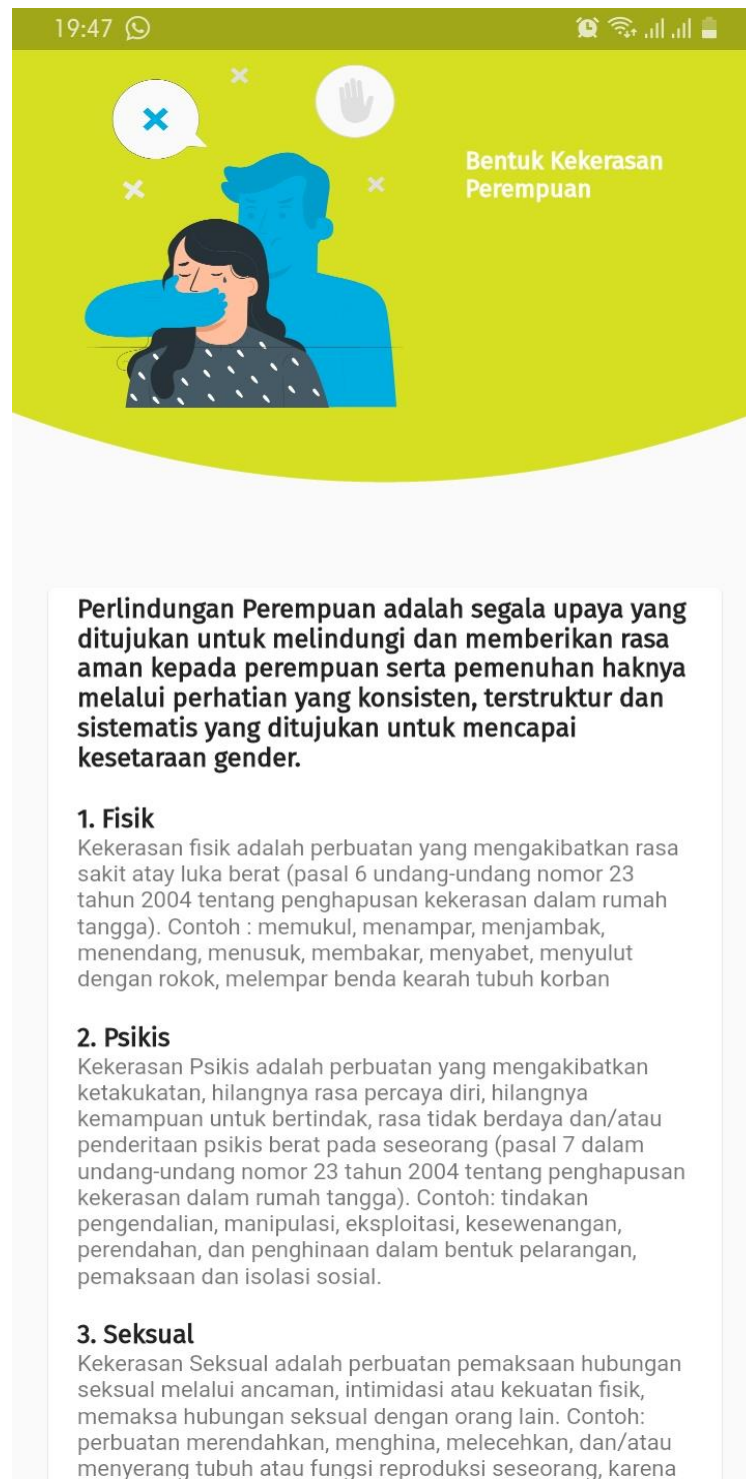 19:47
Bentuk Kekerasan
Perempuan
Perlindungan Perempuan adalah segala upaya yang
ditujukan untuk melindungi dan memberikan rasa
aman kepada perempuan serta pemenuhan haknya
melalui perhatian yang konsisten, terstruktur dan
sistematis yang ditujukan untuk mencapai
kesetaraan gender.
1. Fisik
Kekerasan fisik adalah perbuatan yang mengakibatkan rasa
sakit atay luka berat (pasal 6 undang-undang nomor 23
tahun 2004 tentang penghapusan kekerasan dalam rumah
tangga). Contoh : memukul, menampar, menjambak,
menendang, menusuk, membakar, menyabet, menyulut
dengan rokok, melempar benda kearah tubuh korban
2. Psikis
Kekerasan Psikis adalah perbuatan yang mengakibatkan
ketakukatan, hilangnya rasa percaya diri, hilangnya
kemampuan untuk bertindak, rasa tidak berdaya dan/atau
penderitaan psikis berat pada seseorang (pasal 7 dalam
undang-undang nomor 23 tahun 2004 tentang penghapusan
kekerasan dalam rumah tangga). Contoh: tindakan
pengendalian, manipulasi, eksploitasi, kesewenangan,
perendahan, dan penghinaan dalam bentuk pelarangan,
pemaksaan dan isolasi sosial.
3. Seksual
Kekerasan Seksual adalah perbuatan pemaksaan hubungan
seksual melalui ancaman, intimidasi atau kekuatan fisik,
memaksa hubungan seksual dengan orang lain. Contoh:
perbuatan merendahkan, menghina, melecehkan, dan/atau
menyerang tubuh atau fungsi reproduksi seseorang, karena